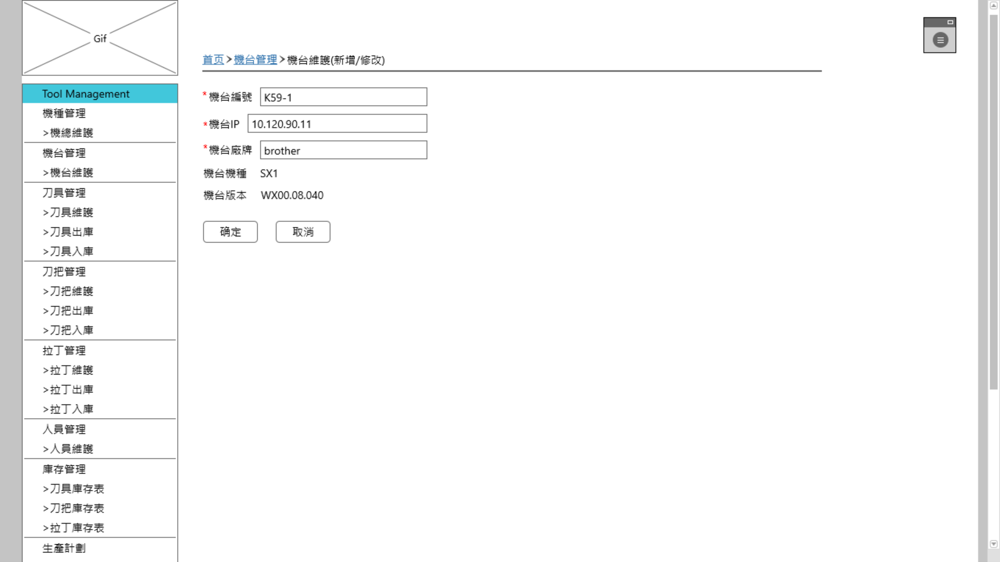 Gif
Tool Management
機種管理
>機總維護
機台管理
>機台維護
刀具管理
>刀具維護
>刀具出庫
>刀具入庫
刀把管理
>刀把維護
>刀把出庫
>刀把入庫
拉丁管理
>拉丁維護
>拉丁出庫
>拉丁入庫
人員管理
>人員維護
庫存管理
>刀具庫存表
>刀把庫存表
>拉丁庫存表
生產計劃
首页>機台管理>機台維護(新增/修改)
*機台編號 K59-1
*機台IP 10.120.90.11
*機台廠牌 brother
機台機種 SX1
機台版本 WX00.08.040
确定 取消